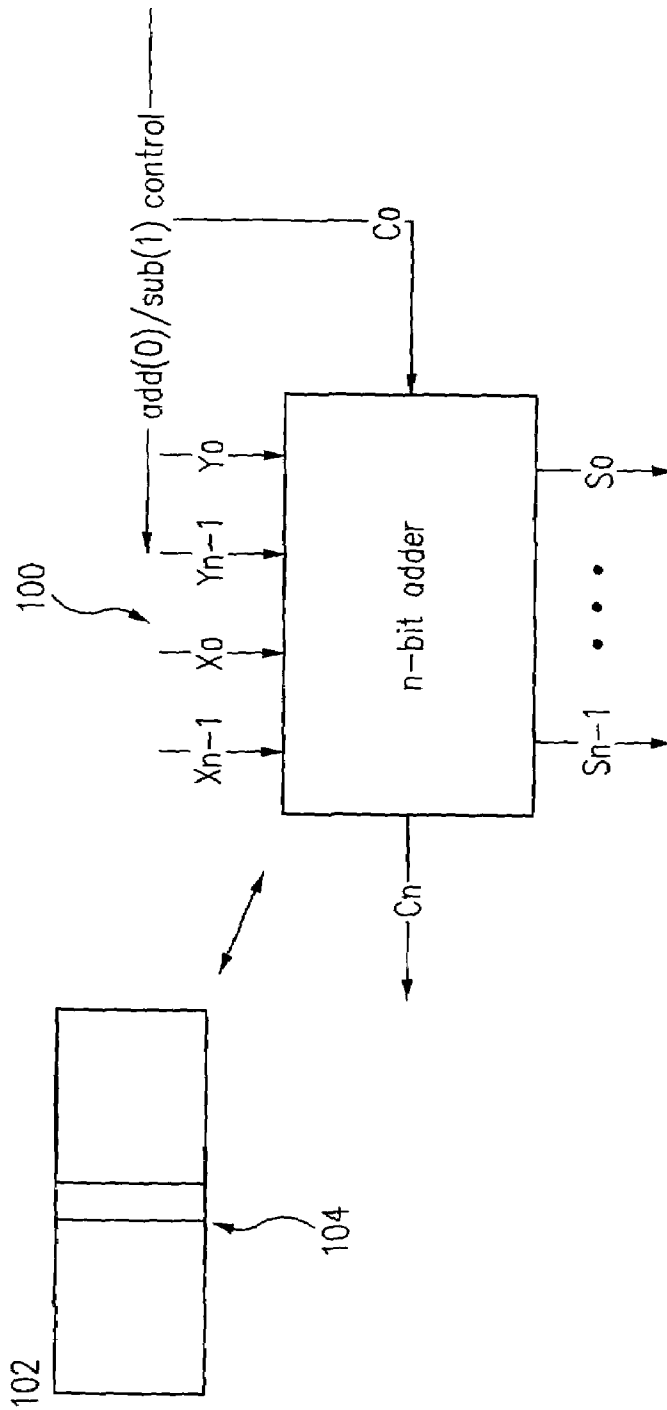 102
104
100
add(0)/sub(1) control
Xn-1
X0
Yn-1
Y0
C0
n-bit adder
Cn
Sn-1
S0